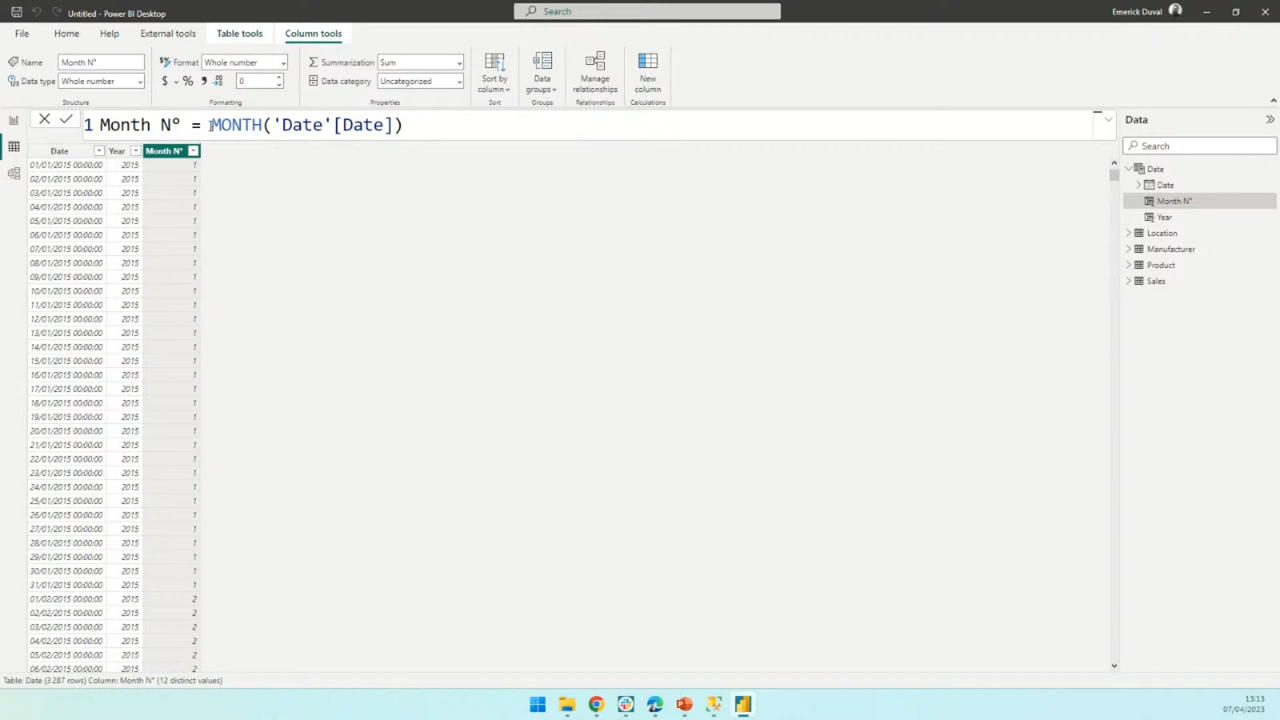 Untitled - Power BI Desktop
Search
Emerick Duval
File
Home
Help
External tools
Table tools
Column tools
Name
Month N°
Format
Whole number
Summarization
Sum
Data type
Whole number
$
%
0
Data category
Uncategorized
Sort by column
Data groups
Manage relationships
New column
Structure
Formatting
Properties
Sort
Groups
Relationships
Calculations
1 Month N° = MONTH('Date'[Date])
Date Year Month N°
01/01/2015 00:00:00 2015 1
02/01/2015 00:00:00 2015 1
03/01/2015 00:00:00 2015 1
04/01/2015 00:00:00 2015 1
05/01/2015 00:00:00 2015 1
06/01/2015 00:00:00 2015 1
07/01/2015 00:00:00 2015 1
08/01/2015 00:00:00 2015 1
09/01/2015 00:00:00 2015 1
10/01/2015 00:00:00 2015 1
11/01/2015 00:00:00 2015 1
12/01/2015 00:00:00 2015 1
13/01/2015 00:00:00 2015 1
14/01/2015 00:00:00 2015 1
15/01/2015 00:00:00 2015 1
16/01/2015 00:00:00 2015 1
17/01/2015 00:00:00 2015 1
18/01/2015 00:00:00 2015 1
19/01/2015 00:00:00 2015 1
20/01/2015 00:00:00 2015 1
21/01/2015 00:00:00 2015 1
22/01/2015 00:00:00 2015 1
23/01/2015 00:00:00 2015 1
24/01/2015 00:00:00 2015 1
25/01/2015 00:00:00 2015 1
26/01/2015 00:00:00 2015 1
27/01/2015 00:00:00 2015 1
28/01/2015 00:00:00 2015 1
29/01/2015 00:00:00 2015 1
30/01/2015 00:00:00 2015 1
31/01/2015 00:00:00 2015 1
01/02/2015 00:00:00 2015 2
02/02/2015 00:00:00 2015 2
03/02/2015 00:00:00 2015 2
04/02/2015 00:00:00 2015 2
05/02/2015 00:00:00 2015 2
06/02/2015 00:00:00 2015 2
Data
Search
Date
Date
Month N°
Year
Location
Manufacturer
Product
Sales
Table: Date (3 287 rows) Column: Month N° (12 distinct values)
13:13
07/04/2023